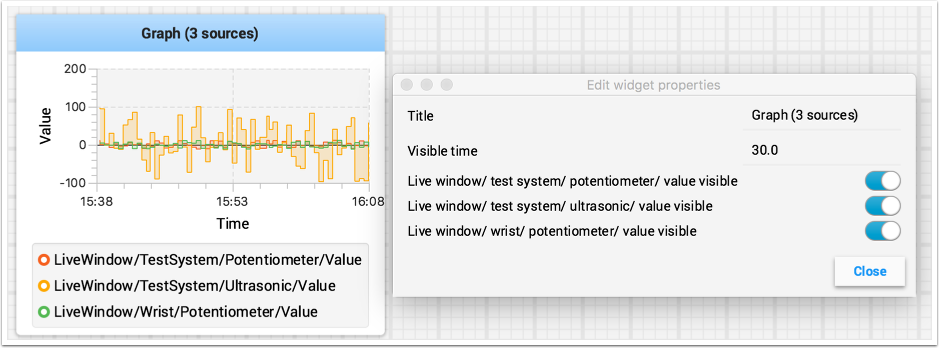 Graph (3 sources)
Value
200
100
0
-100
15:38
15:53
16:08
Time
LiveWindow/TestSystem/Potentiometer/Value
LiveWindow/TestSystem/Ultrasonic/Value
LiveWindow/Wrist/Potentiometer/Value
Edit widget properties
Title Graph (3 sources)
Visible time 30.0
Live window/ test system/ potentiometer/ value visible
Live window/ test system/ ultrasonic/ value visible
Live window/ wrist/ potentiometer/ value visible
Close